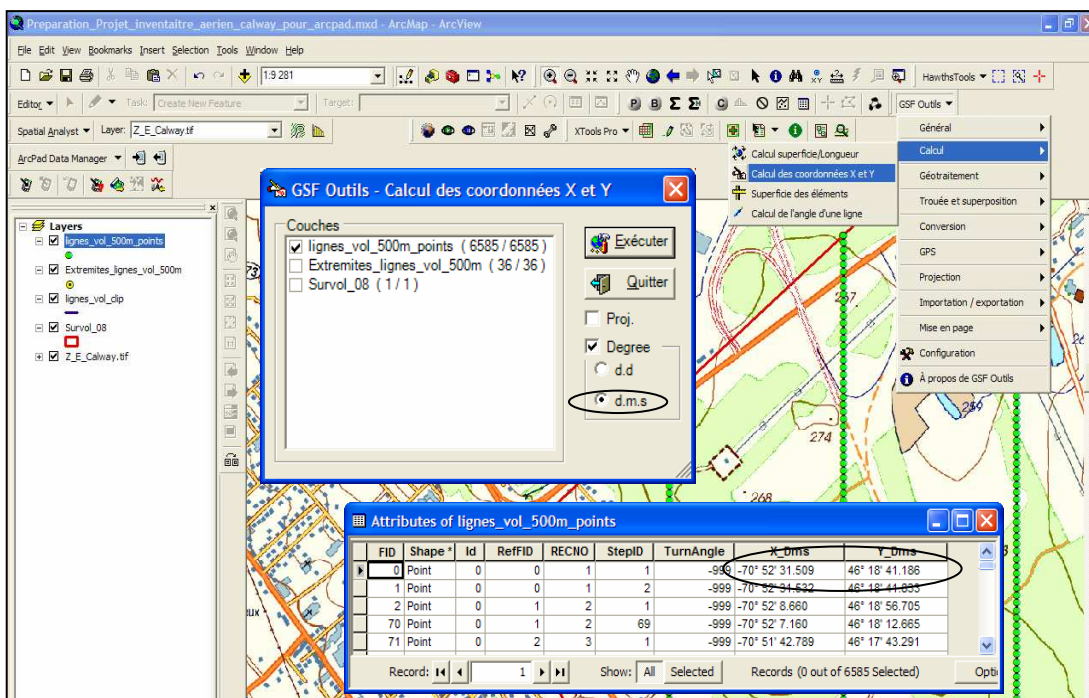 Preparation_Projet_inventaitre_aerien_calway_pour_arcpad.mxd - ArcMap - ArcView
File Edit View Bookmarks Insert Selection Tools Window Help
1:9 281
HawthsTools
Editor Task: Create New Feature Target:
GSF Outils
Spatial Analyst Layer: Z_E_Calway.tif
XTools Pro
ArcPad Data Manager
Général
Calcul
Géotraitement
Trouée et superposition
Conversion
GPS
Projection
Importation / exportation
Mise en page
Configuration
À propos de GSF Outils
Calcul superficie/Longueur
Calcul des coordonnées X et Y
Superficie des éléments
Calcul de l'angle d'une ligne
Layers
lignes_vol_500m_points
Extremites_lignes_vol_500m
lignes_vol_clip
Survol_08
Z_E_Calway.tif
GSF Outils - Calcul des coordonnées X et Y
Couches
lignes_vol_500m_points ( 6585 / 6585 )
Extremites_lignes_vol_500m ( 36 / 36 )
Survol_08 ( 1 / 1 )
Exécuter
Quitter
Proj.
Degree
d.d
d.m.s
267
259
274
268
Attributes of lignes_vol_500m_points
FID Shape * Id RefFID RECNO StepID TurnAngle X_Dms Y_Dms
0 Point 0 0 1 1 -999 -70° 52' 31.509 46° 18' 41.186
1 Point 0 0 1 2 -999 -70° 52' 31.532 46° 18' 41.833
2 Point 0 1 2 1 -999 -70° 52' 8.660 46° 18' 56.705
70 Point 0 1 2 69 -999 -70° 52' 7.160 46° 18' 12.665
71 Point 0 2 3 1 -999 -70° 51' 42.789 46° 17' 43.291
Record: 1 Show: All Selected Records (0 out of 6585 Selected) Opti